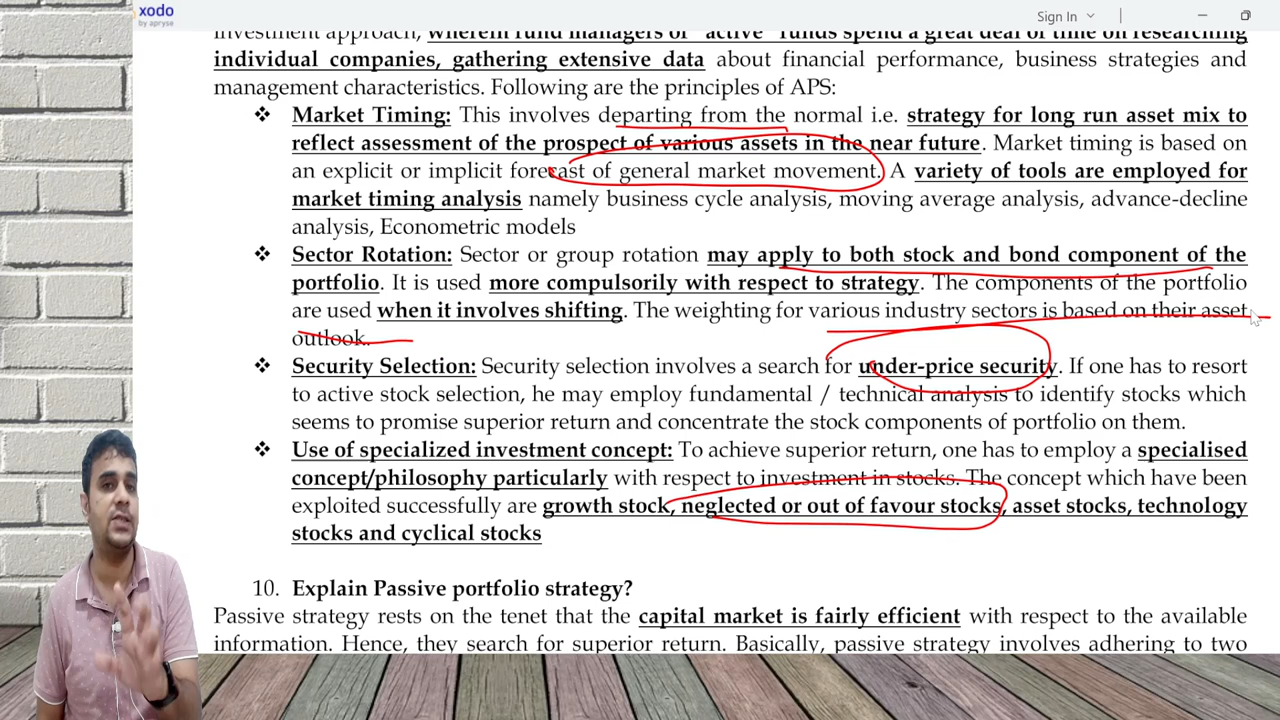 xodo
by apryse
Sign In
investment approach, wherein fund managers of "active" funds spend a great deal of time on researching
individual companies, gathering extensive data about financial performance, business strategies and
management characteristics. Following are the principles of APS:
❖ Market Timing: This involves departing from the normal i.e. strategy for long run asset mix to
reflect assessment of the prospect of various assets in the near future. Market timing is based on
an explicit or implicit forecast of general market movement. A variety of tools are employed for
market timing analysis namely business cycle analysis, moving average analysis, advance-decline
analysis, Econometric models
❖ Sector Rotation: Sector or group rotation may apply to both stock and bond component of the
portfolio. It is used more compulsorily with respect to strategy. The components of the portfolio
are used when it involves shifting. The weighting for various industry sectors is based on their asset
outlook.
❖ Security Selection: Security selection involves a search for under-price security. If one has to resort
to active stock selection, he may employ fundamental / technical analysis to identify stocks which
seems to promise superior return and concentrate the stock components of portfolio on them.
❖ Use of specialized investment concept: To achieve superior return, one has to employ a specialised
concept/philosophy particularly with respect to investment in stocks. The concept which have been
exploited successfully are growth stock, neglected or out of favour stocks, asset stocks, technology
stocks and cyclical stocks
10. Explain Passive portfolio strategy?
Passive strategy rests on the tenet that the capital market is fairly efficient with respect to the available
information. Hence, they search for superior return. Basically, passive strategy involves adhering to two